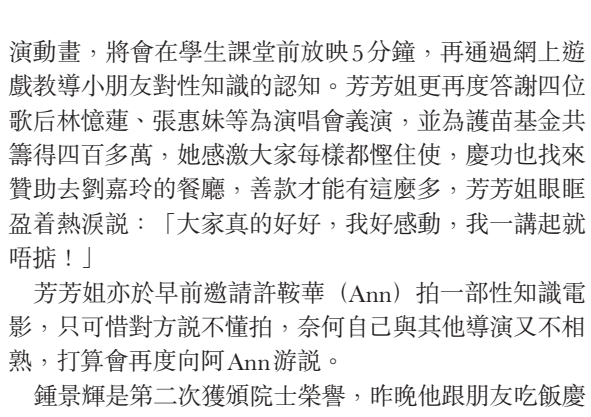 演動畫，將會在學生課堂前放映5分鐘，再通過網上遊
戲教導小朋友對性知識的認知。芳芳姐更再度答謝四位
歌后林憶蓮、張惠妹等為演唱會義演，並為護苗基金共
籌得四百多萬，她感激大家每樣都慳住使，慶功也找來
贊助去劉嘉玲的餐廳，善款才能有這麼多，芳芳姐眼眶
盈着熱淚説：「大家真的好好，我好感動，我一講起就
唔掂！」
芳芳姐亦於早前邀請許鞍華（Ann）拍一部性知識電
影，只可惜對方説不懂拍，奈何自己與其他導演又不相
熟，打算會再度向阿Ann游説。
鍾景輝是第二次獲頒院士榮譽，昨晚他跟朋友吃飯慶